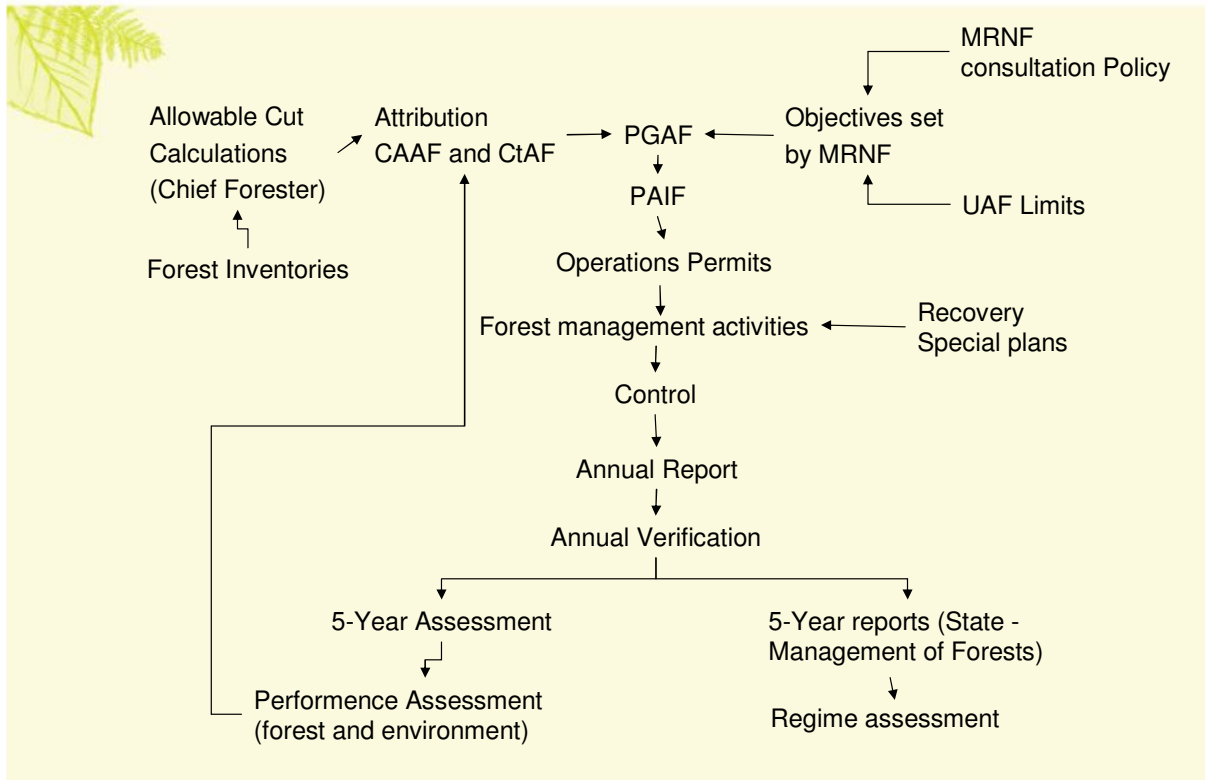 MRNF
consultation Policy
Allowable Cut
Calculations
(Chief Forester)
Attribution
CAAF and CtAF
PGAF
Objectives set
by MRNF
PAIF
UAF Limits
Forest Inventories
Operations Permits
Forest management activities
Recovery
Special plans
Control
Annual Report
Annual Verification
5-Year Assessment
5-Year reports (State -
Management of Forests)
Performence Assessment
(forest and environment)
Regime assessment